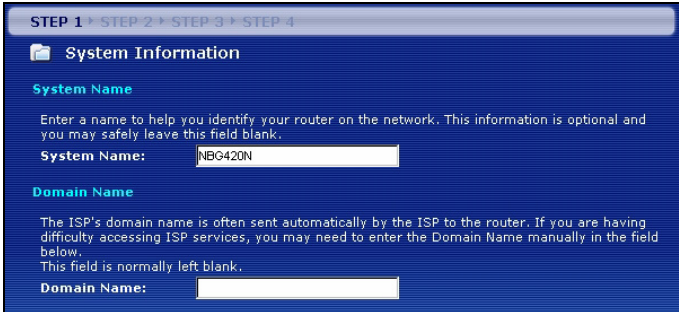 STEP 1 STEP 2 STEP 3 STEP 4
System Information
System Name
Enter a name to help you identify your router on the network. This information is optional and
you may safely leave this field blank.
System Name: NBG420N
Domain Name
The ISP's domain name is often sent automatically by the ISP to the router. If you are having
difficulty accessing ISP services, you may need to enter the Domain Name manually in the field
below.
This field is normally left blank.
Domain Name: